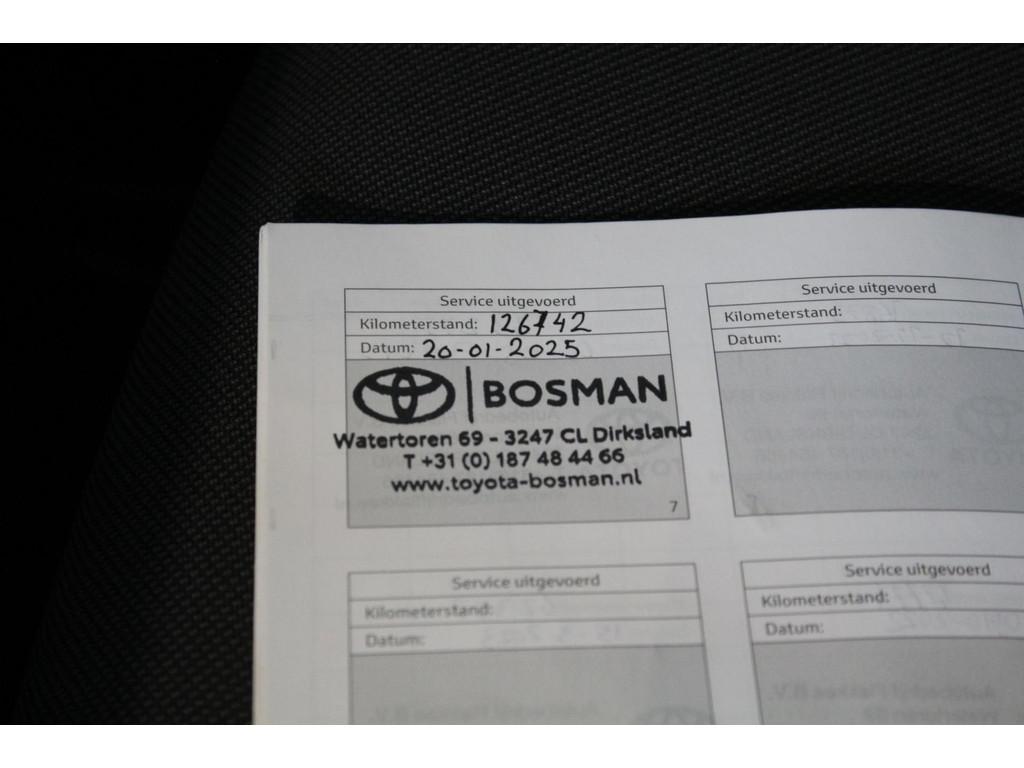 Service uitgevoerd
Kilometerstand: 126742
Datum: 20-01-2025
BOSMAN
Watertoren 69 - 3247 CL Dirksland
T +31 (0) 187 48 44 66
www.toyota-bosman.nl
7
Service uitgevoerd
Kilometerstand:
Datum:
Service uitgevoerd
Kilometerstand:
Datum:
Service uitgevoerd
Kilometerstand:
Datum: